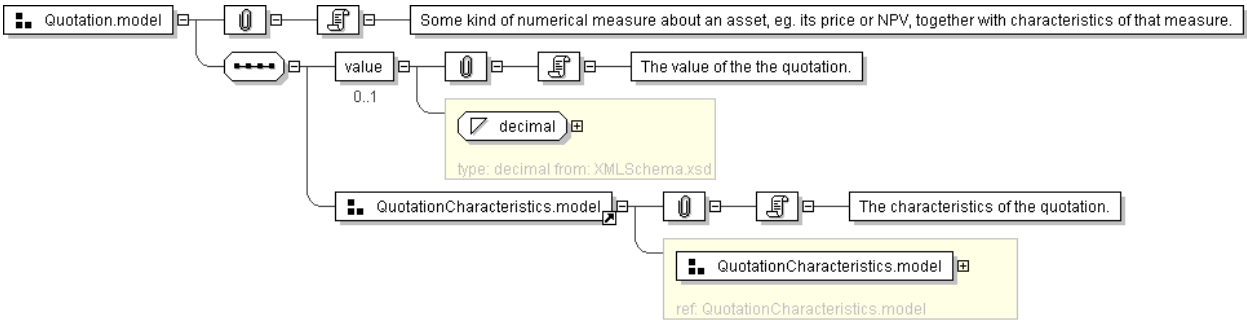 Quotation.model
Some kind of numerical measure about an asset, eg. its price or NPV, together with characteristics of that measure.
value
The value of the the quotation.
0..1
decimal
type: decimal from: XMLSchema.xsd
QuotationCharacteristics.model
The characteristics of the quotation.
QuotationCharacteristics.model
ref: QuotationCharacteristics.model